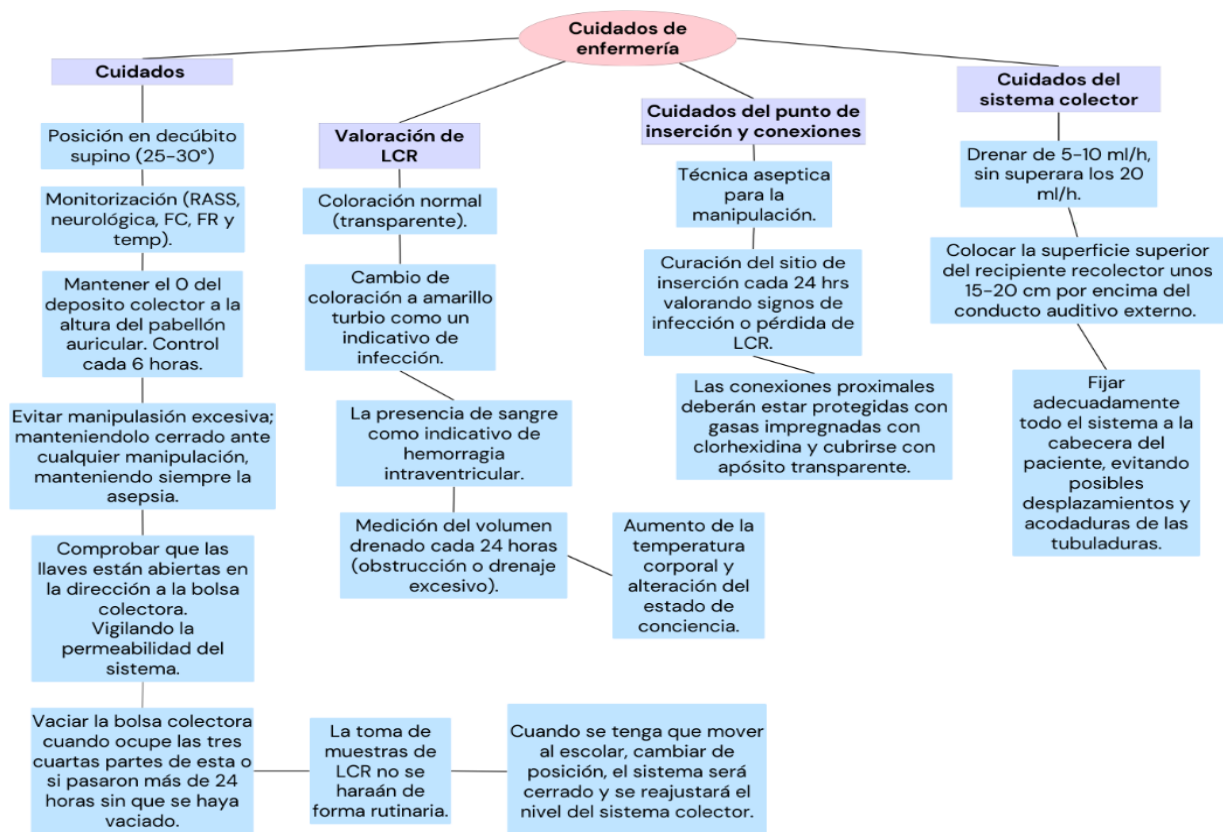 Cuidados de
enfermería
Cuidados
Posición en decúbito
supino (25-30°)
Monitorización (RASS,
neurológica, FC, FR y
temp).
Mantener el 0 del
deposito colector a la
altura del pabellón
auricular. Control
cada 6 horas.
Evitar manipulasión excesiva;
manteniendolo cerrado ante
cualquier manipulación,
manteniendo siempre la
asepsia.
Comprobar que las
llaves están abiertas en
la dirección a la bolsa
colectora.
Vigilando la
permeabilidad del
sistema.
Vaciar la bolsa colectora
cuando ocupe las tres
cuartas partes de esta o
si pasaron más de 24
horas sin que se haya
vaciado.
La toma de
muestras de
LCR no se
haraán de
forma rutinaria.
Cuando se tenga que mover
al escolar, cambiar de
posición, el sistema será
cerrado y se reajustará el
nivel del sistema colector.
Valoración de
LCR
Coloración normal
(transparente).
Cambio de
coloración a amarillo
turbio como un
indicativo de
infección.
La presencia de sangre
como indicativo de
hemorragia
intraventricular.
Medición del volumen
drenado cada 24 horas
(obstrucción o drenaje
excesivo).
Aumento de la
temperatura
corporal y
alteración del
estado de
conciencia.
Cuidados del punto de
inserción y conexiones
Técnica aseptica
para la
manipulación.
Curación del sitio de
inserción cada 24 hrs
valorando signos de
infección o pérdida de
LCR.
Las conexiones proximales
deberán estar protegidas con
gasas impregnadas con
clorhexidina y cubrirse con
apósito transparente.
Cuidados del
sistema colector
Drenar de 5-10 ml/h,
sin superara los 20
ml/h.
Colocar la superficie superior
del recipiente recolector unos
15-20 cm por encima del
conducto auditivo externo.
Fijar
adecuadamente
todo el sistema a la
cabecera del
paciente, evitando
posibles
desplazamientos y
acodaduras de las
tubuladuras.